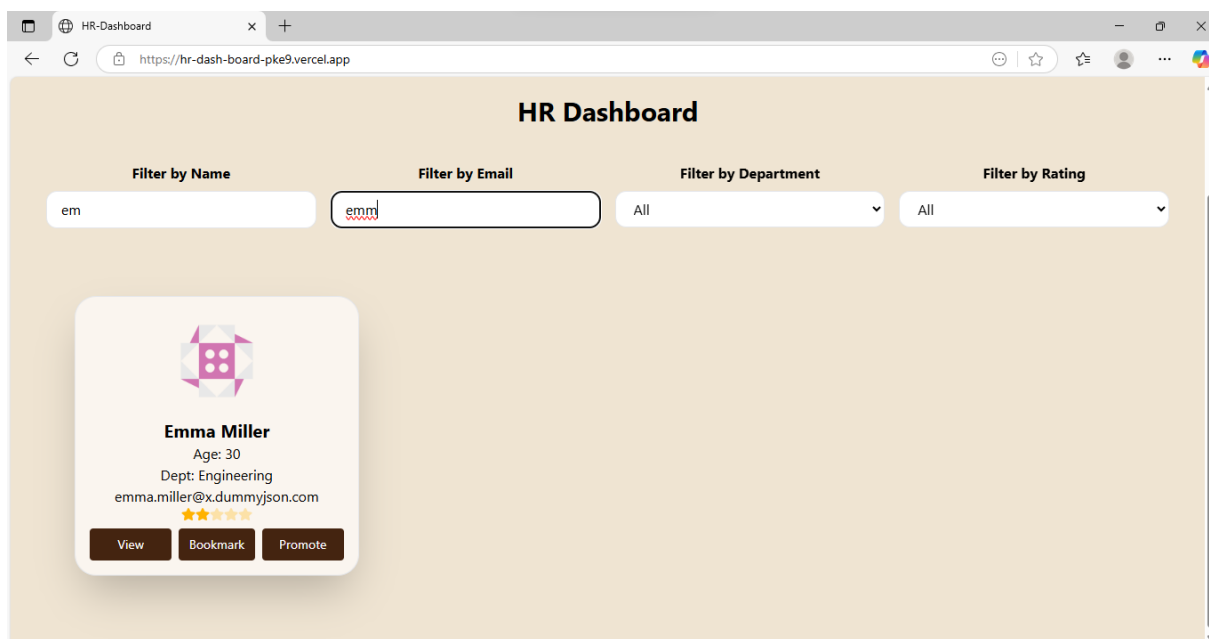 HR-Dashboard
https://hr-dash-board-pke9.vercel.app
HR Dashboard
Filter by Name Filter by Email Filter by Department Filter by Rating
em emm All All
Emma Miller
Age: 30
Dept: Engineering
emma.miller@x.dummyjson.com
View Bookmark Promote